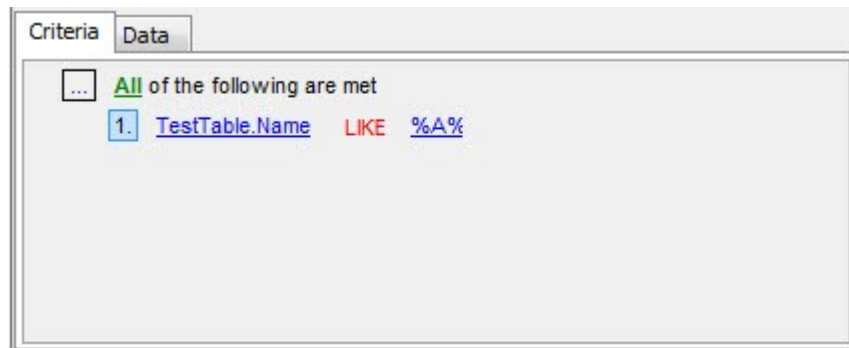 Criteria Data
... All of the following are met
1. TestTable.Name LIKE %A%